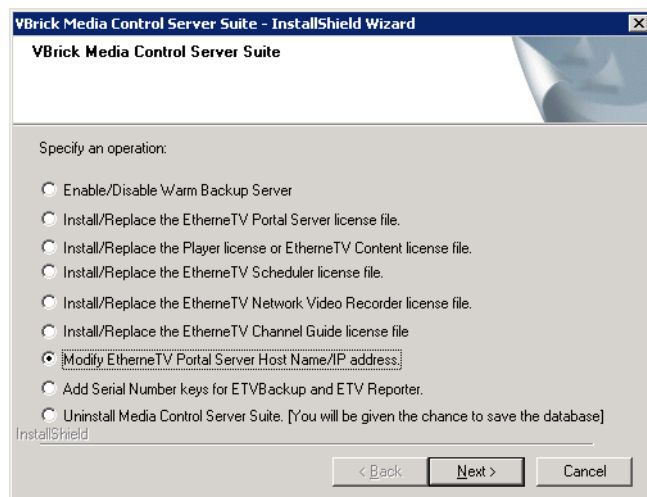 VBrick Media Control Server Suite - InstallShield Wizard
VBrick Media Control Server Suite
Specify an operation:
Enable/Disable Warm Backup Server
Install/Replace the EtherneTV Portal Server license file.
Install/Replace the Player license or EtherneTV Content license file.
Install/Replace the EtherneTV Scheduler license file.
Install/Replace the EtherneTV Network Video Recorder license file.
Install/Replace the EtherneTV Channel Guide license file
Modify EtherneTV Portal Server Host Name/IP address.
Add Serial Number keys for ETVBackup and ETV Reporter.
Uninstall Media Control Server Suite. [You will be given the chance to save the database]
InstallShield
< Back Next > Cancel